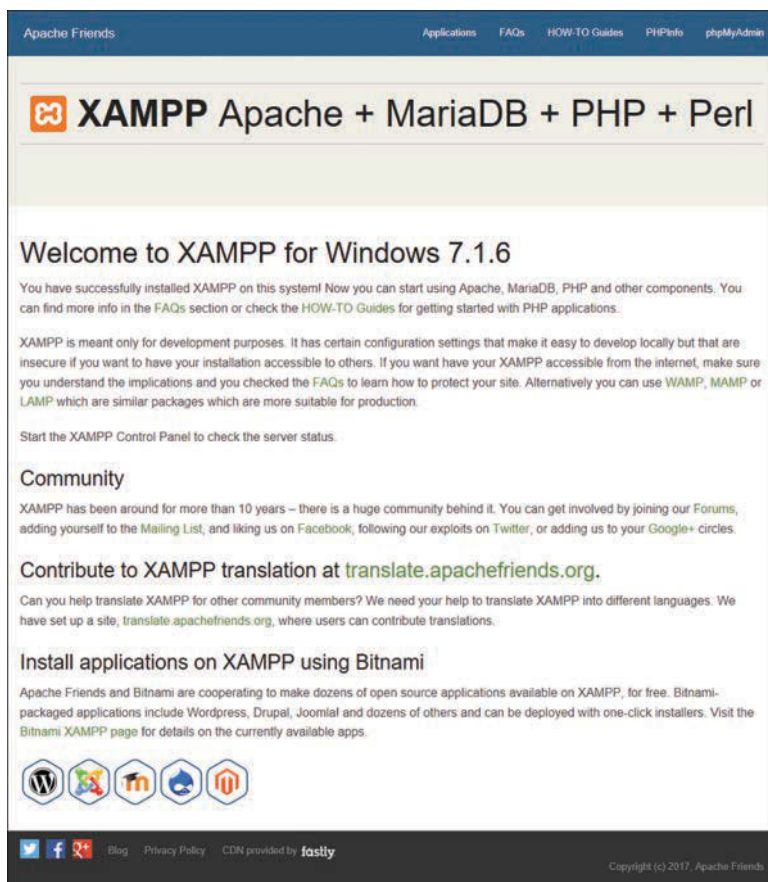 Apache Friends
Applications FAQs HOW-TO Guides PHPInfo phpMyAdmin
XAMPP Apache + MariaDB + PHP + Perl
Welcome to XAMPP for Windows 7.1.6
You have successfully installed XAMPP on this system! Now you can start using Apache, MariaDB, PHP and other components. You
can find more info in the FAQs section or check the HOW-TO Guides for getting started with PHP applications.
XAMPP is meant only for development purposes. It has certain configuration settings that make it easy to develop locally but that are
insecure if you want to have your installation accessible to others. If you want have your XAMPP accessible from the internet, make sure
you understand the implications and you checked the FAQs to learn how to protect your site. Alternatively you can use WAMP, MAMP or
LAMP which are similar packages which are more suitable for production.
Start the XAMPP Control Panel to check the server status.
Community
XAMPP has been around for more than 10 years – there is a huge community behind it. You can get involved by joining our Forums,
adding yourself to the Mailing List, and liking us on Facebook, following our exploits on Twitter, or adding us to your Google+ circles.
Contribute to XAMPP translation at translate.apachefriends.org.
Can you help translate XAMPP for other community members? We need your help to translate XAMPP into different languages. We
have set up a site, translate.apachefriends.org, where users can contribute translations.
Install applications on XAMPP using Bitnami
Apache Friends and Bitnami are cooperating to make dozens of open source applications available on XAMPP, for free. Bitnami-
packaged applications include Wordpress, Drupal, Joomla! and dozens of others and can be deployed with one-click installers. Visit the
Bitnami XAMPP page for details on the currently available apps.
Blog Privacy Policy CDN provided by fastly
Copyright (c) 2017, Apache Friends